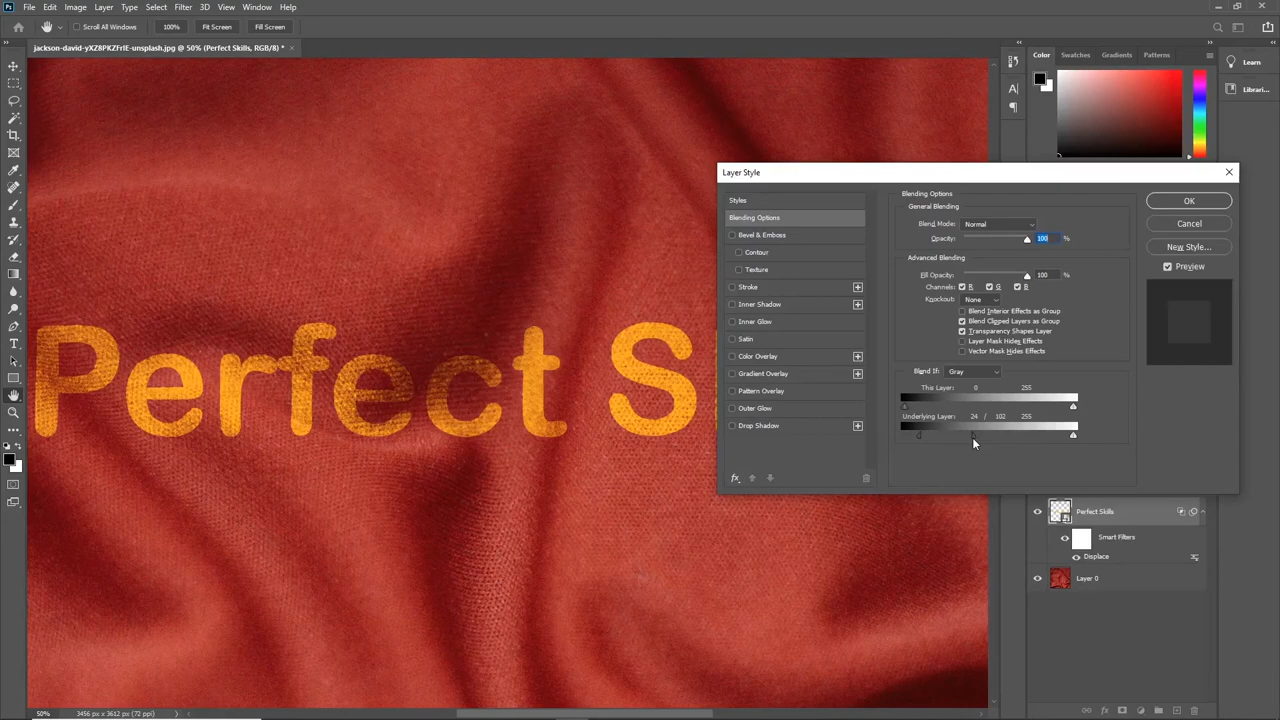 Ps File Edit Image Layer Type Select Filter 3D View Window Help
Scroll All Windows 100% Fit Screen Fill Screen
jackson-david-yXZ8PKZFrIE-unsplash.jpg @ 50% (Perfect Skills, RGB/8) *
Color Swatches Gradients Patterns
Learn
Librari...
Perfect S
Layer Style
Styles
Blending Options
Bevel & Emboss
Contour
Texture
Stroke
Inner Shadow
Inner Glow
Satin
Color Overlay
Gradient Overlay
Pattern Overlay
Outer Glow
Drop Shadow
fx
Blending Options
General Blending
Blend Mode: Normal
Opacity: 100 %
Advanced Blending
Fill Opacity: 100 %
Channels: R G B
Knockout: None
Blend Interior Effects as Group
Blend Clipped Layers as Group
Transparency Shapes Layer
Layer Mask Hides Effects
Vector Mask Hides Effects
Blend If: Gray
This Layer: 0 255
Underlying Layer: 24 / 102 255
OK
Cancel
New Style...
Preview
Perfect Skills
Smart Filters
Displace
Layer 0
fx
50% 3456 px x 3612 px (72 ppi)